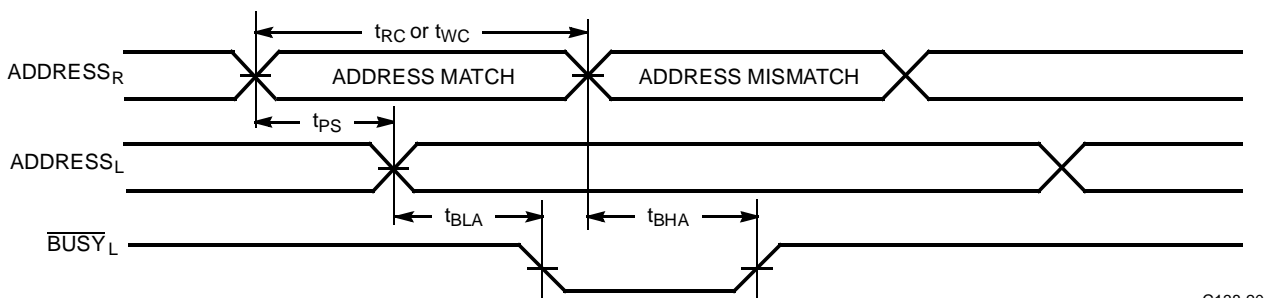 tRC or tWC
ADDRESSR
ADDRESS MATCH
ADDRESS MISMATCH
tPS
ADDRESSL
tBLA
tBHA
BUSYL